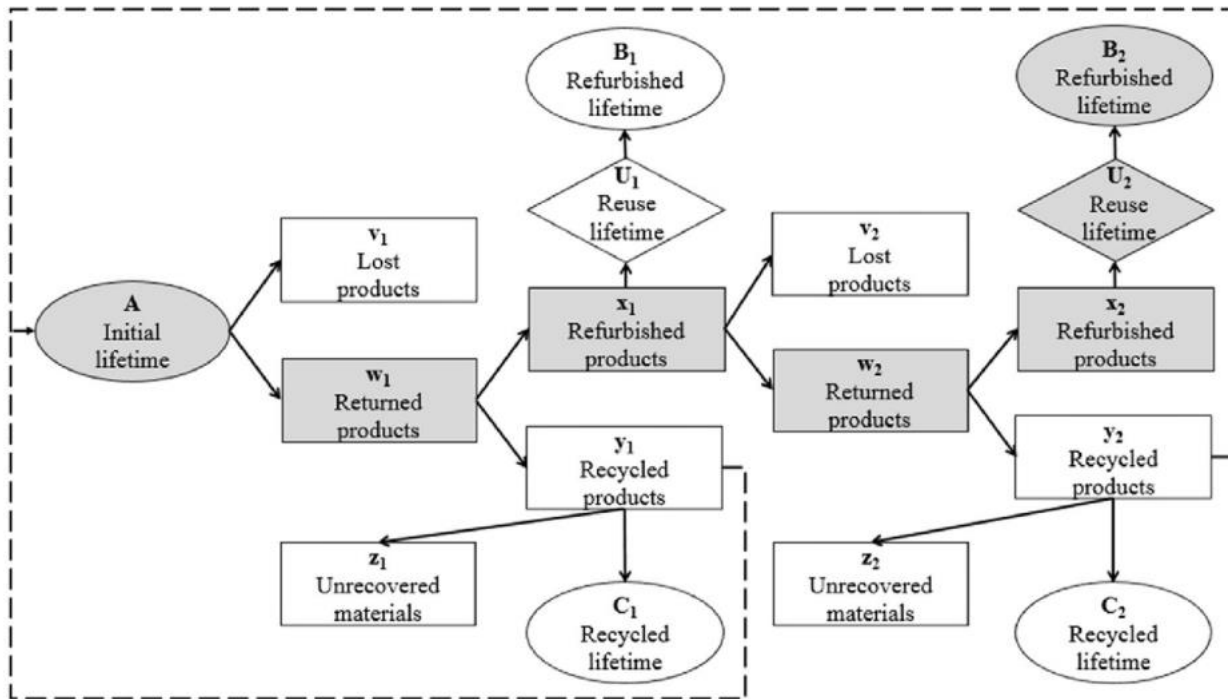 B₁
Refurbished
lifetime
B₂
Refurbished
lifetime
U₁
Reuse
lifetime
U₂
Reuse
lifetime
v₁
Lost
products
v₂
Lost
products
A
Initial
lifetime
x₁
Refurbished
products
x₂
Refurbished
products
w₁
Returned
products
w₂
Returned
products
y₁
Recycled
products
y₂
Recycled
products
z₁
Unrecovered
materials
z₂
Unrecovered
materials
C₁
Recycled
lifetime
C₂
Recycled
lifetime